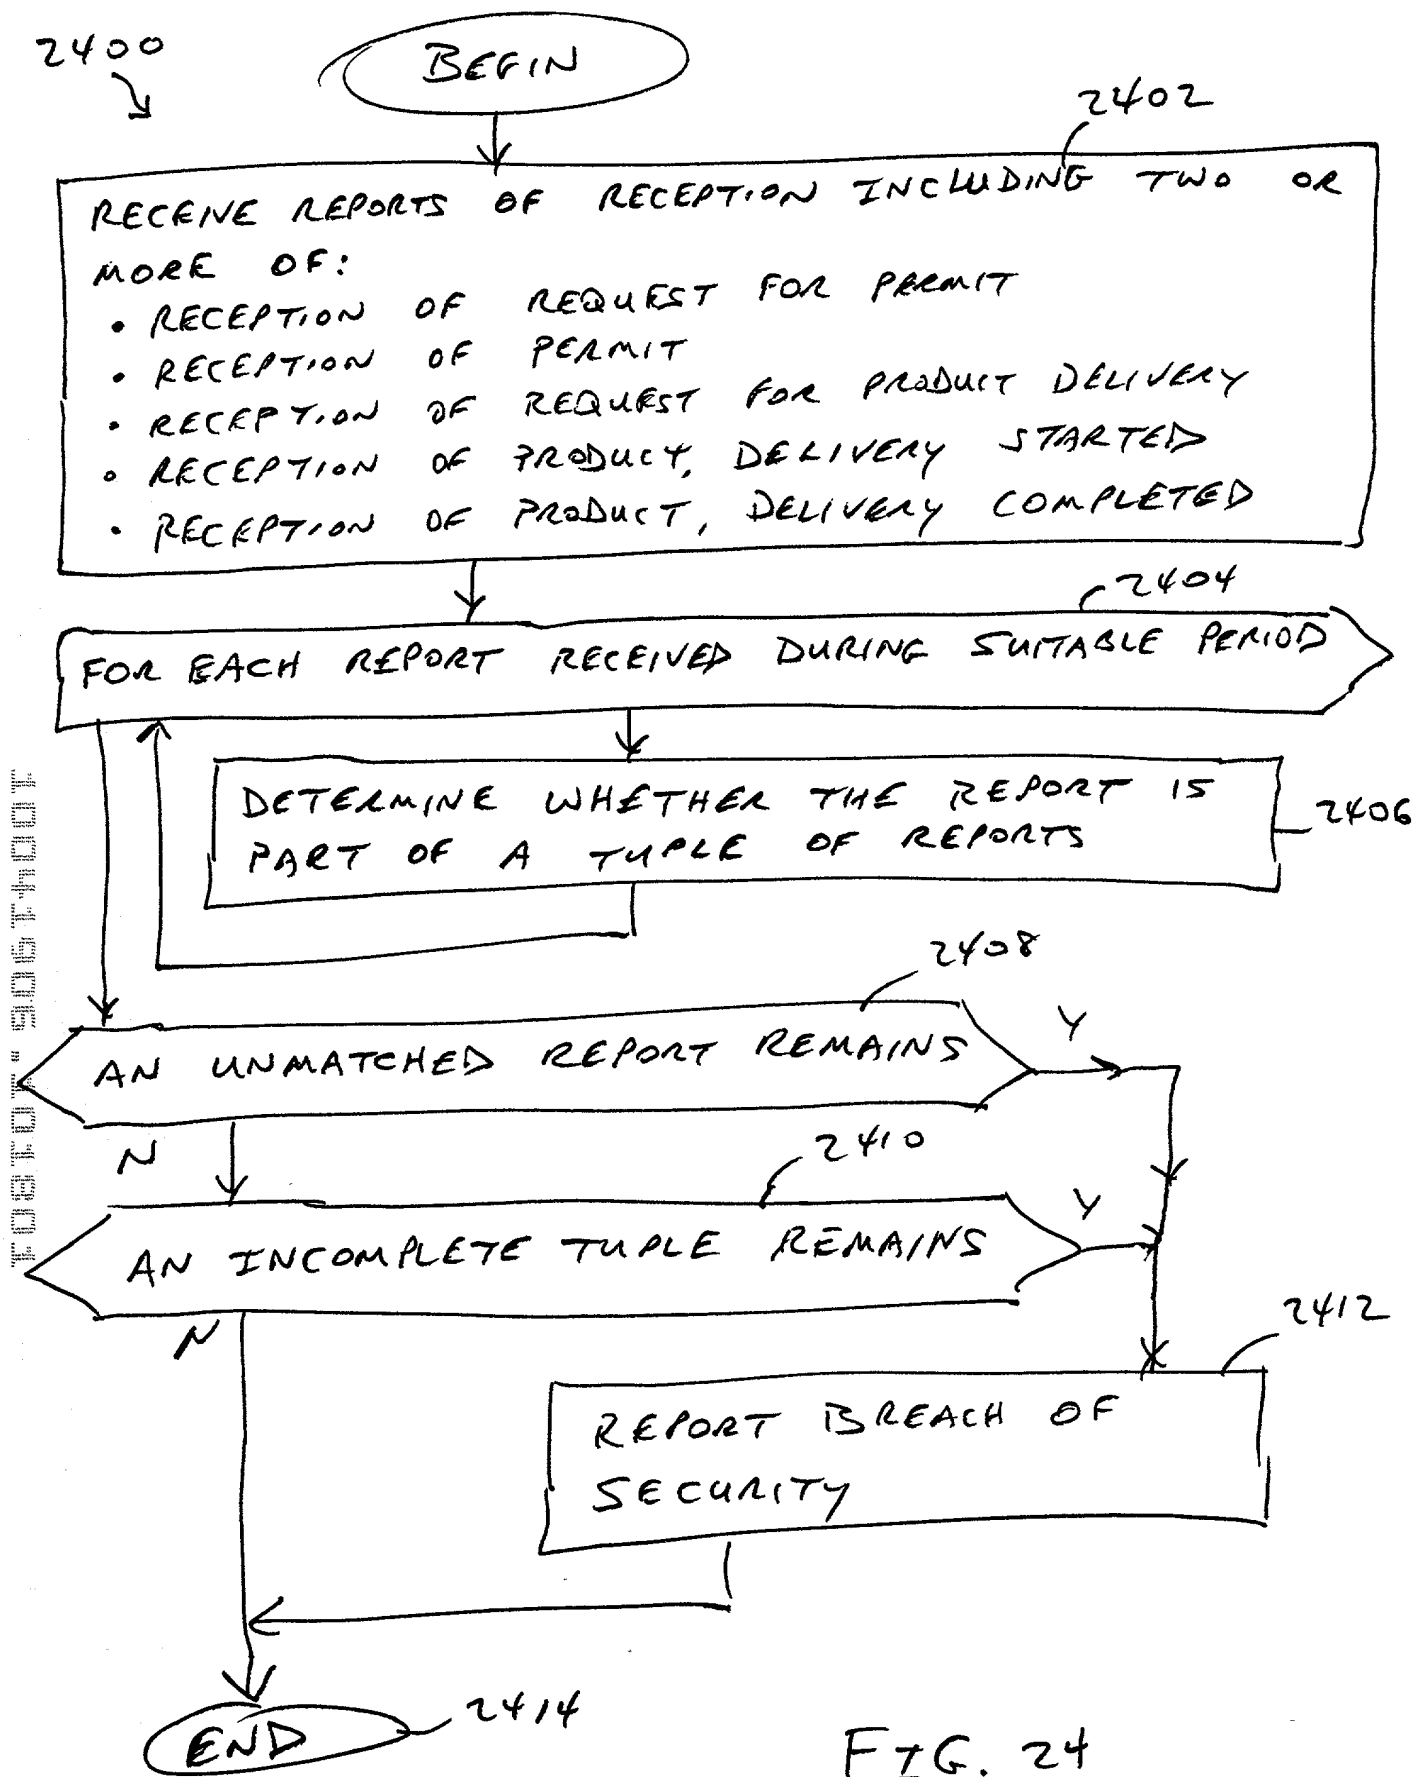 2400
BEGIN
2402
RECEIVE REPORTS OF RECEPTION INCLUDING TWO OR
MORE OF:
• RECEPTION OF REQUEST FOR PERMIT
• RECEPTION OF PERMIT
• RECEPTION OF REQUEST FOR PRODUCT DELIVERY
• RECEPTION OF PRODUCT, DELIVERY STARTED
• RECEPTION OF PRODUCT, DELIVERY COMPLETED
2404
FOR EACH REPORT RECEIVED DURING SUITABLE PERIOD
DETERMINE WHETHER THE REPORT IS
PART OF A TUPLE OF REPORTS
2406
2408
AN UNMATCHED REPORT REMAINS
Y
N
2410
AN INCOMPLETE TUPLE REMAINS
Y
N
2412
REPORT BREACH OF
SECURITY
END
2414
FIG. 24